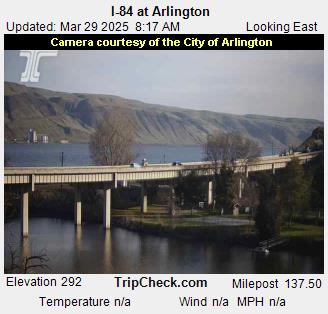 I-84 at Arlington
Updated: Mar 29 2025 8:17 AM Looking East
Camera courtesy of the City of Arlington
Elevation 292 TripCheck.com Milepost 137.50
Temperature n/a Wind n/a MPH n/a